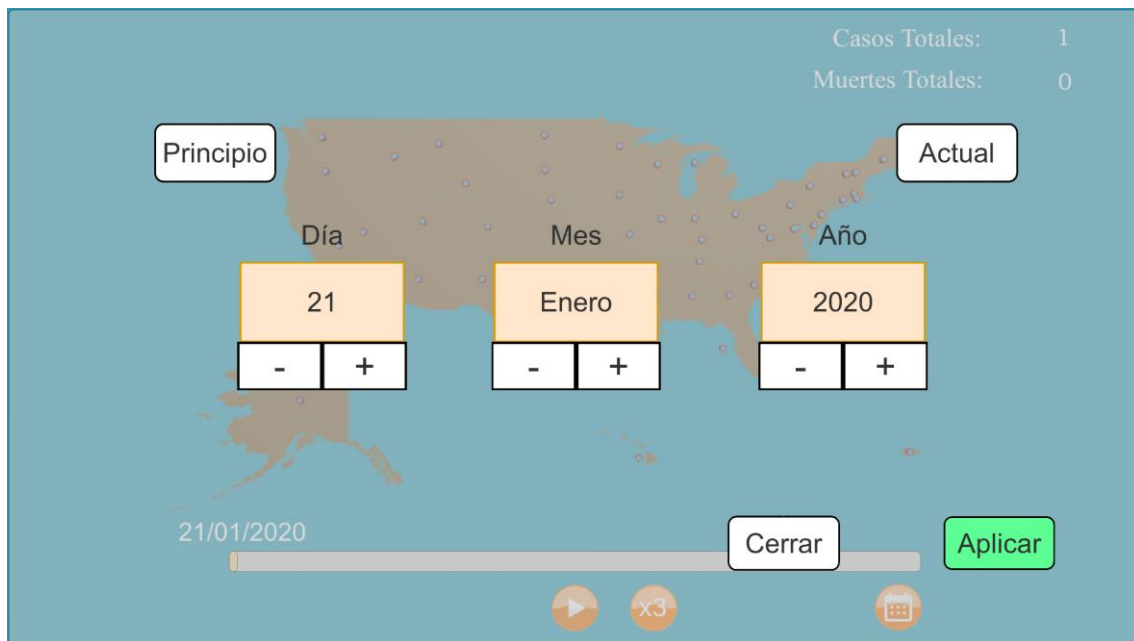 Casos Totales: 1
Muertes Totales: 0
Principio
Actual
Día Mes Año
21 Enero 2020
- + - + - +
21/01/2020
Cerrar
Aplicar
x3